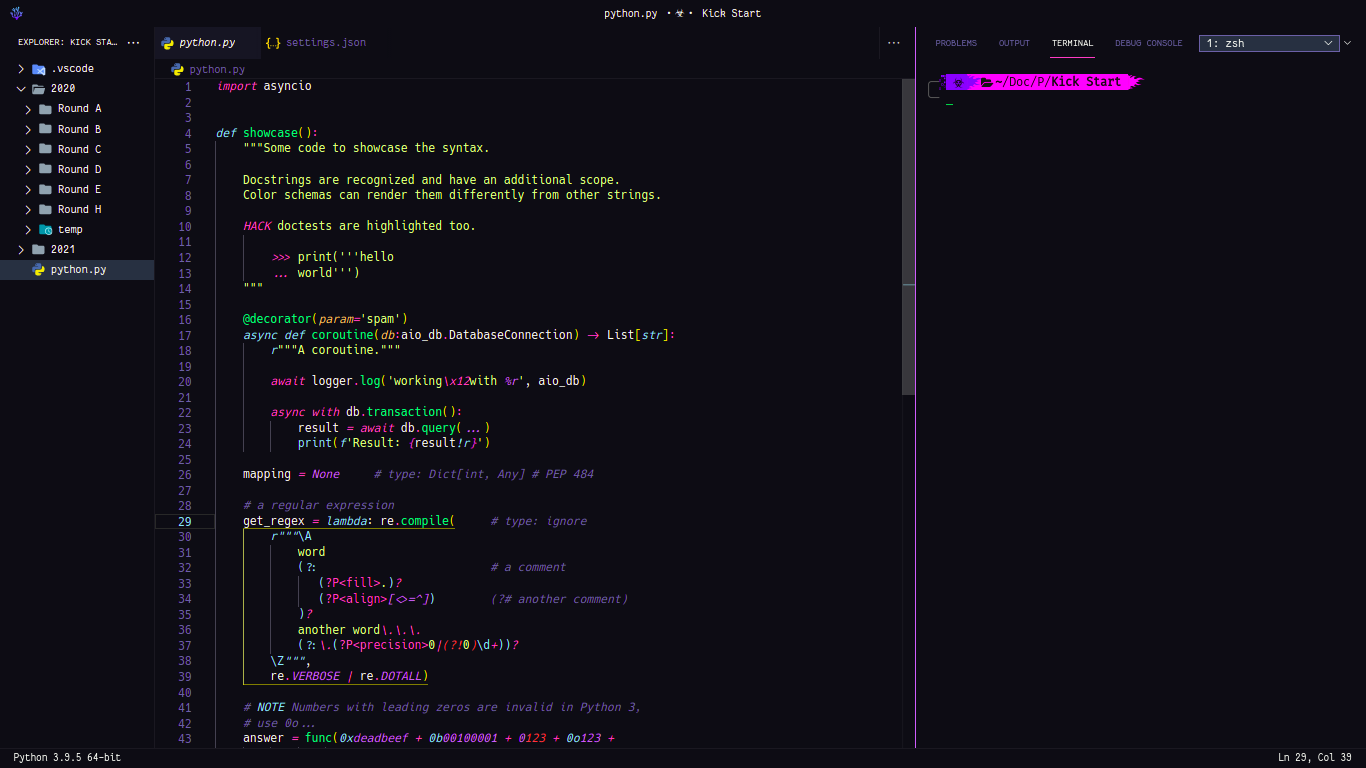 python.py • ☣ • Kick Start
EXPLORER: KICK STA… ···
.vscode
2020
Round A
Round B
Round C
Round D
Round E
Round H
temp
2021
python.py
python.py
{..} settings.json
···
python.py
1 import asyncio
2
3
4 def showcase():
5 """Some code to showcase the syntax.
6
7 Docstrings are recognized and have an additional scope.
8 Color schemas can render them differently from other strings.
9
10 HACK doctests are highlighted too.
11
12 >>> print('''hello
13 ... world''')
14 """
15
16 @decorator(param='spam')
17 async def coroutine(db:aio_db.DatabaseConnection) -> List[str]:
18 r"""A coroutine."""
19
20 await logger.log('working\x12with %r', aio_db)
21
22 async with db.transaction():
23 result = await db.query(...)
24 print(f'Result: {result!r}')
25
26 mapping = None # type: Dict[int, Any] # PEP 484
27
28 # a regular expression
29 get_regex = lambda: re.compile( # type: ignore
30 r"""\A
31 word
32 (?: # a comment
33 (?P<fill>.)?
34 (?P<align>[<>=^]) (?# another comment)
35 )?
36 another word\.\.\.
37 (?:\.(?P<precision>0|(?!0)\d+))?
38 \Z""",
39 re.VERBOSE | re.DOTALL)
40
41 # NOTE Numbers with leading zeros are invalid in Python 3,
42 # use 0o...
43 answer = func(0xdeadbeef + 0b00100001 + 0123 + 0o123 +
PROBLEMS OUTPUT TERMINAL DEBUG CONSOLE 1: zsh
~/Doc/P/Kick Start
Python 3.9.5 64-bit
Ln 29, Col 39